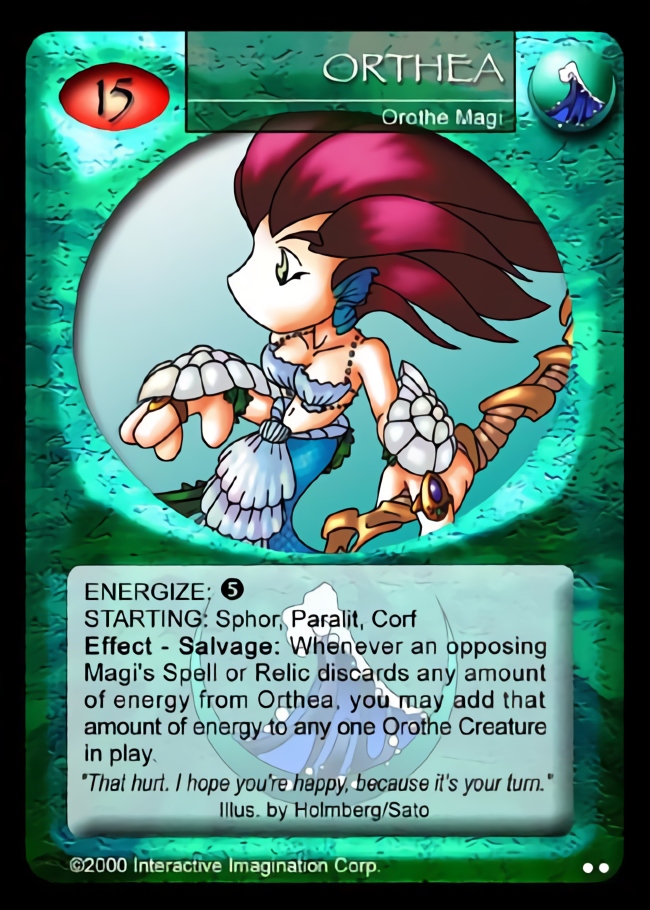 15
ORTHEA
Orothe Magi
ENERGIZE: 5
STARTING: Sphor, Paralit, Corf
Effect - Salvage: Whenever an opposing
Magi's Spell or Relic discards any amount
of energy from Orthea, you may add that
amount of energy to any one Orothe Creature
in play.
"That hurt. I hope you're happy, because it's your turn."
Illus. by Holmberg/Sato
©2000 Interactive Imagination Corp.